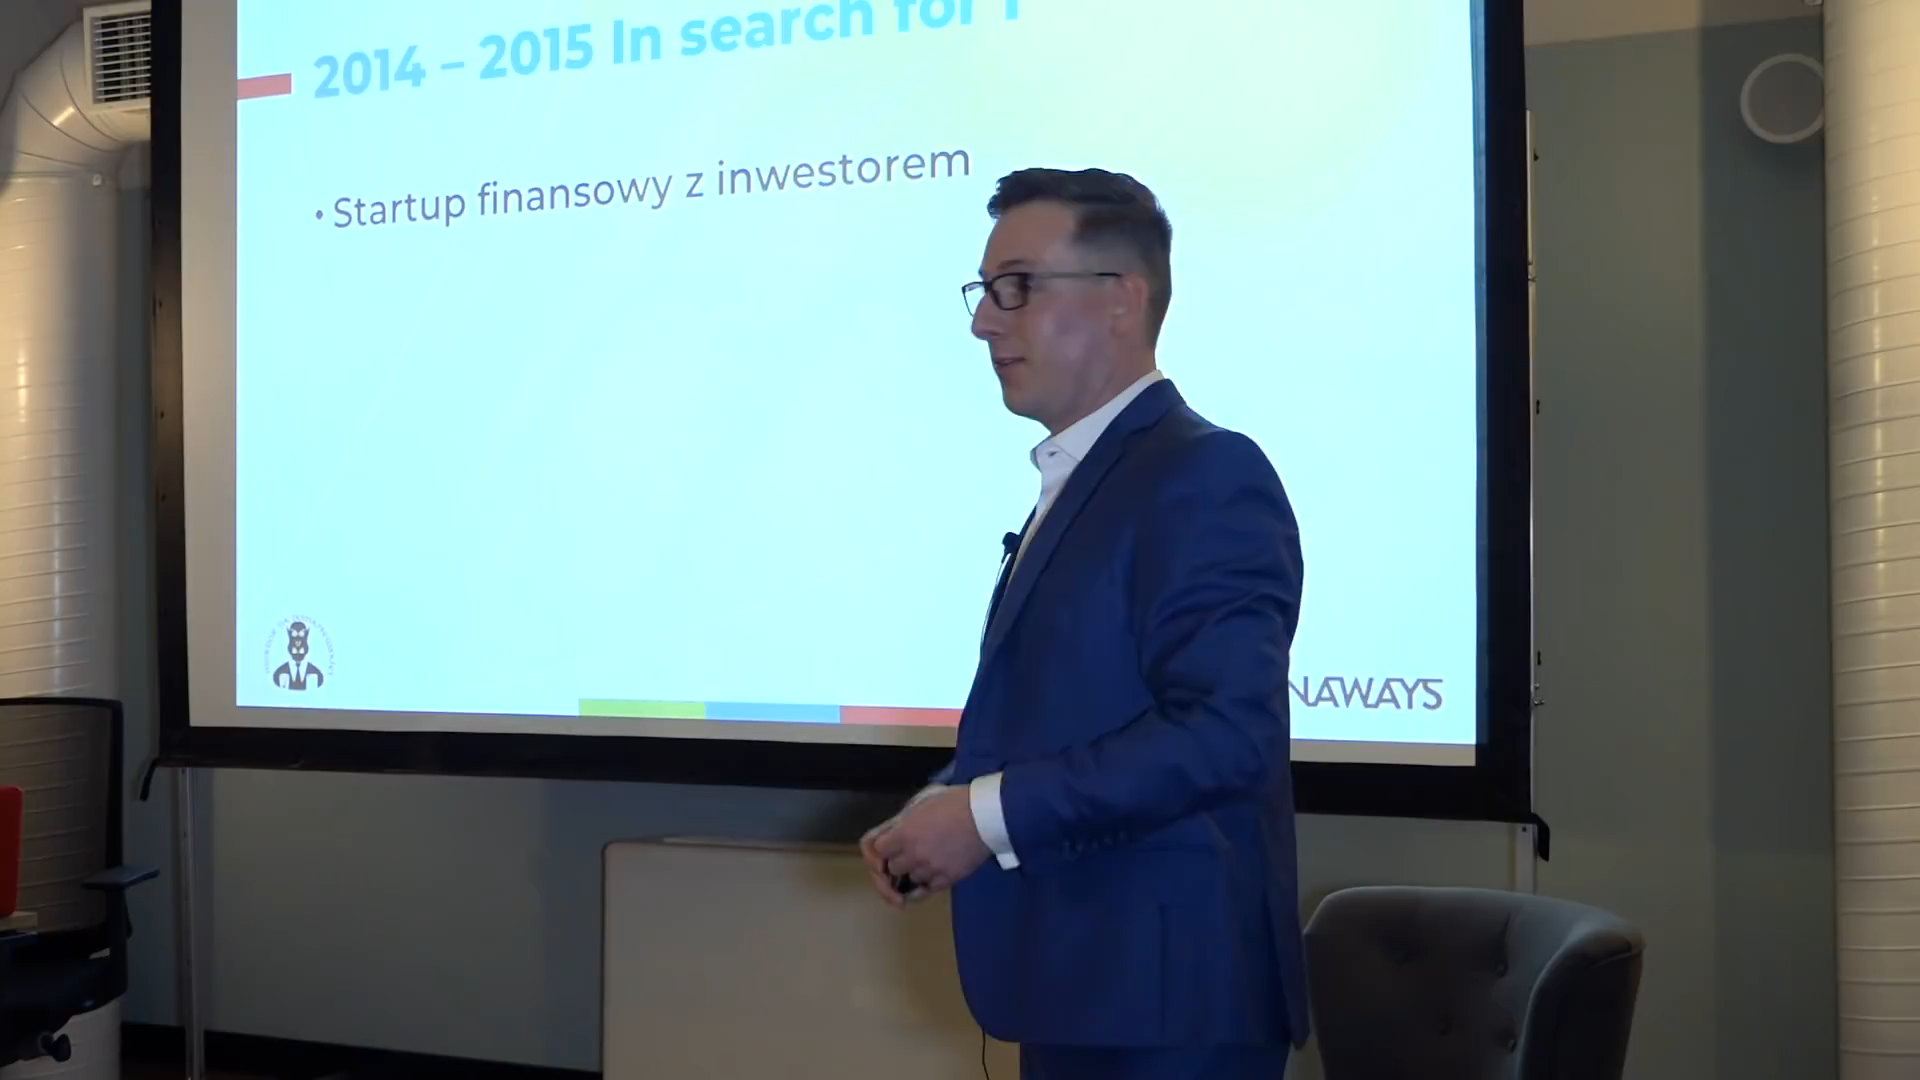 2014 – 2015 In search for
• Startup finansowy z inwestorem
NAWAYS